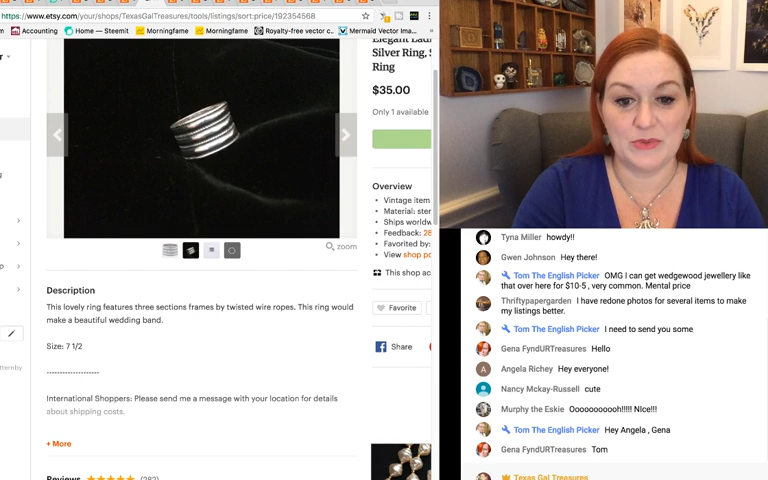 https://www.etsy.com/your/shops/TexasGalTreasures/tools/listings/sort:price/192354568
Accounting
Home — Steemit
Morningfame
Morningfame
Royalty-free vector c..
Mermaid Vector Ima...
Silver Ring, S
Ring
$35.00
Only 1 available
zoom
Overview
Vintage item
Material: ster
Ships worldw
Feedback: 28
Favorited by:
View shop po
This shop ac
Favorite
Share
Description
This lovely ring features three sections frames by twisted wire ropes. This ring would
make a beautiful wedding band.
Size: 7 1/2
--------------------
International Shoppers: Please send me a message with your location for details
about shipping costs.
+ More
Reviews ★★★★★ (282)
Tyna Miller howdy!!
Gwen Johnson Hey there!
Tom The English Picker OMG I can get wedgewood jewellery like
that over here for $10-5 , very common. Mental price
Thriftypapergarden I have redone photos for several items to make
my listings better.
Tom The English Picker I need to send you some
Gena FyndURTreasures Hello
A Angela Richey Hey everyone!
Nancy Mckay-Russell cute
Murphy the Eskie Ooooooooooh!!!!! NIce!!!
Tom The English Picker Hey Angela , Gena
Gena FyndURTreasures Tom
Texas Gal Treasures